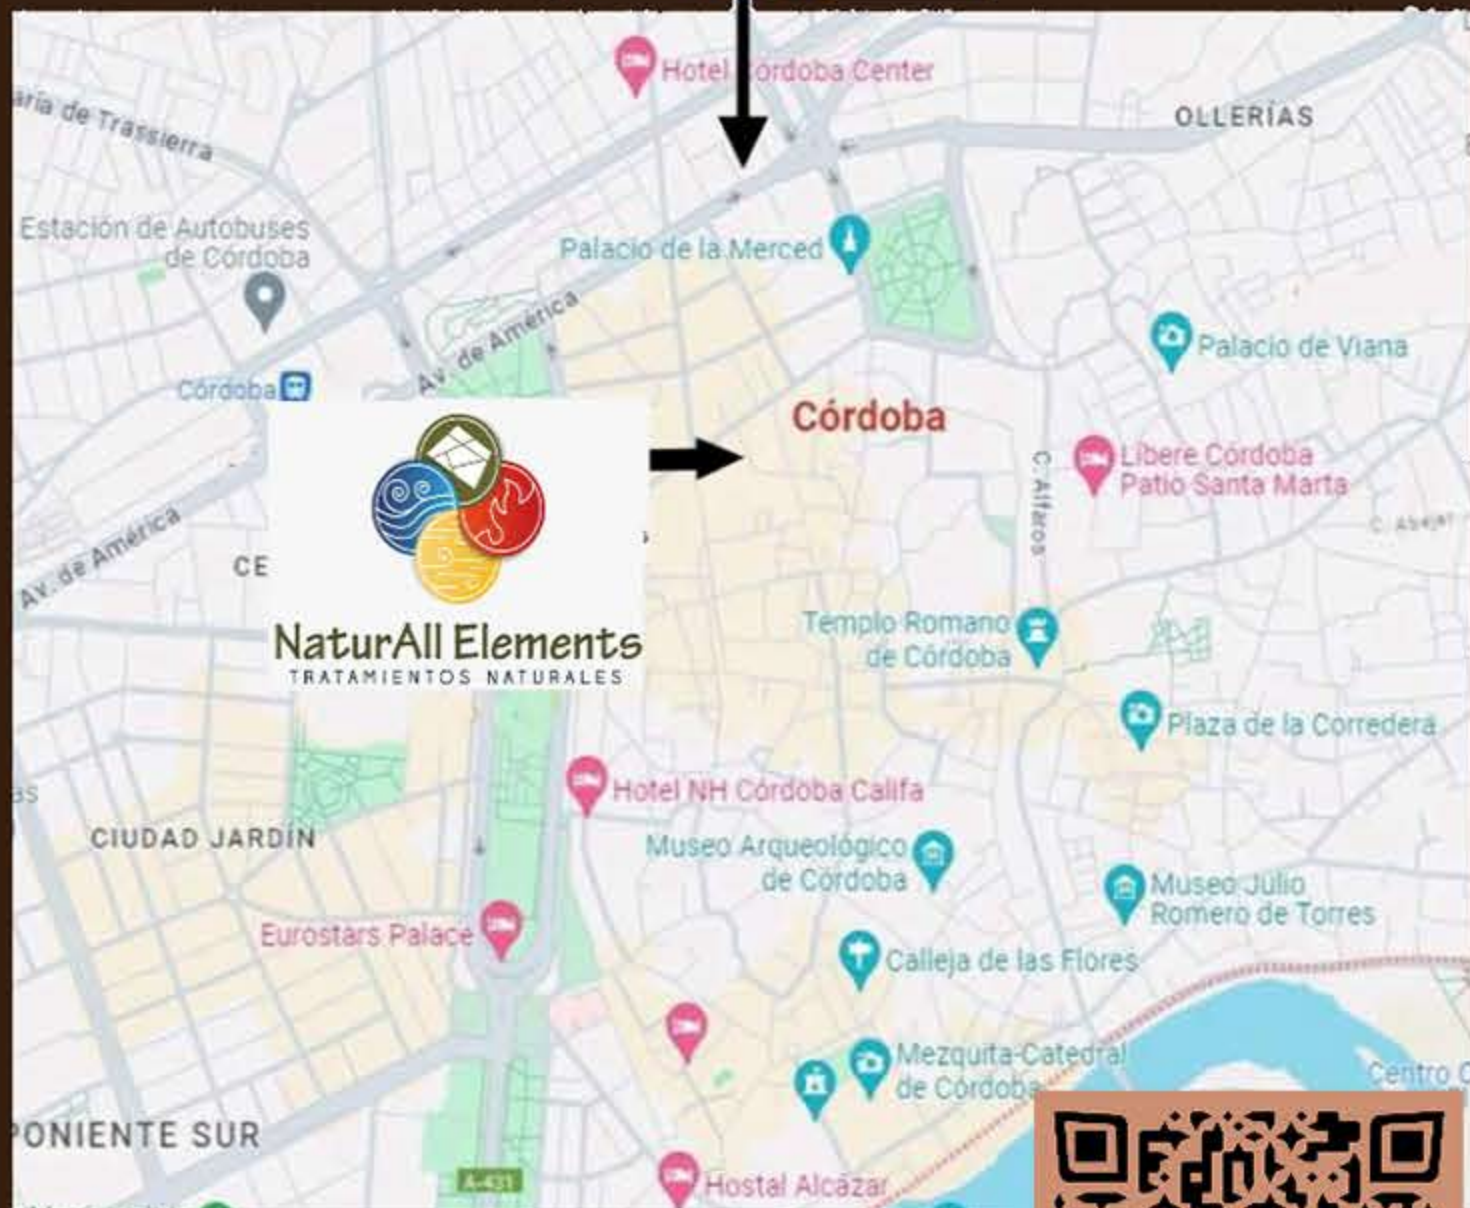 Hotel Córdoba Center
OLLERÍAS
aría de Trassierra
Estación de Autobuses
de Córdoba
Palacio de la Merced
Av. de América
Palacio de Viana
Córdoba
Córdoba
Líbere Córdoba
Patio Santa Marta
C. Alfaros
Av. de América
CE
NaturAll Elements
TRATAMIENTOS NATURALES
Templo Romano
de Córdoba
Plaza de la Corredera
Hotel NH Córdoba Califa
CIUDAD JARDÍN
Museo Arqueológico
de Córdoba
Museo Julio
Romero de Torres
Eurostars Palace
Calleja de las Flores
Mezquita-Catedral
de Córdoba
Centro
PONIENTE SUR
A-431
Hostal Alcázar